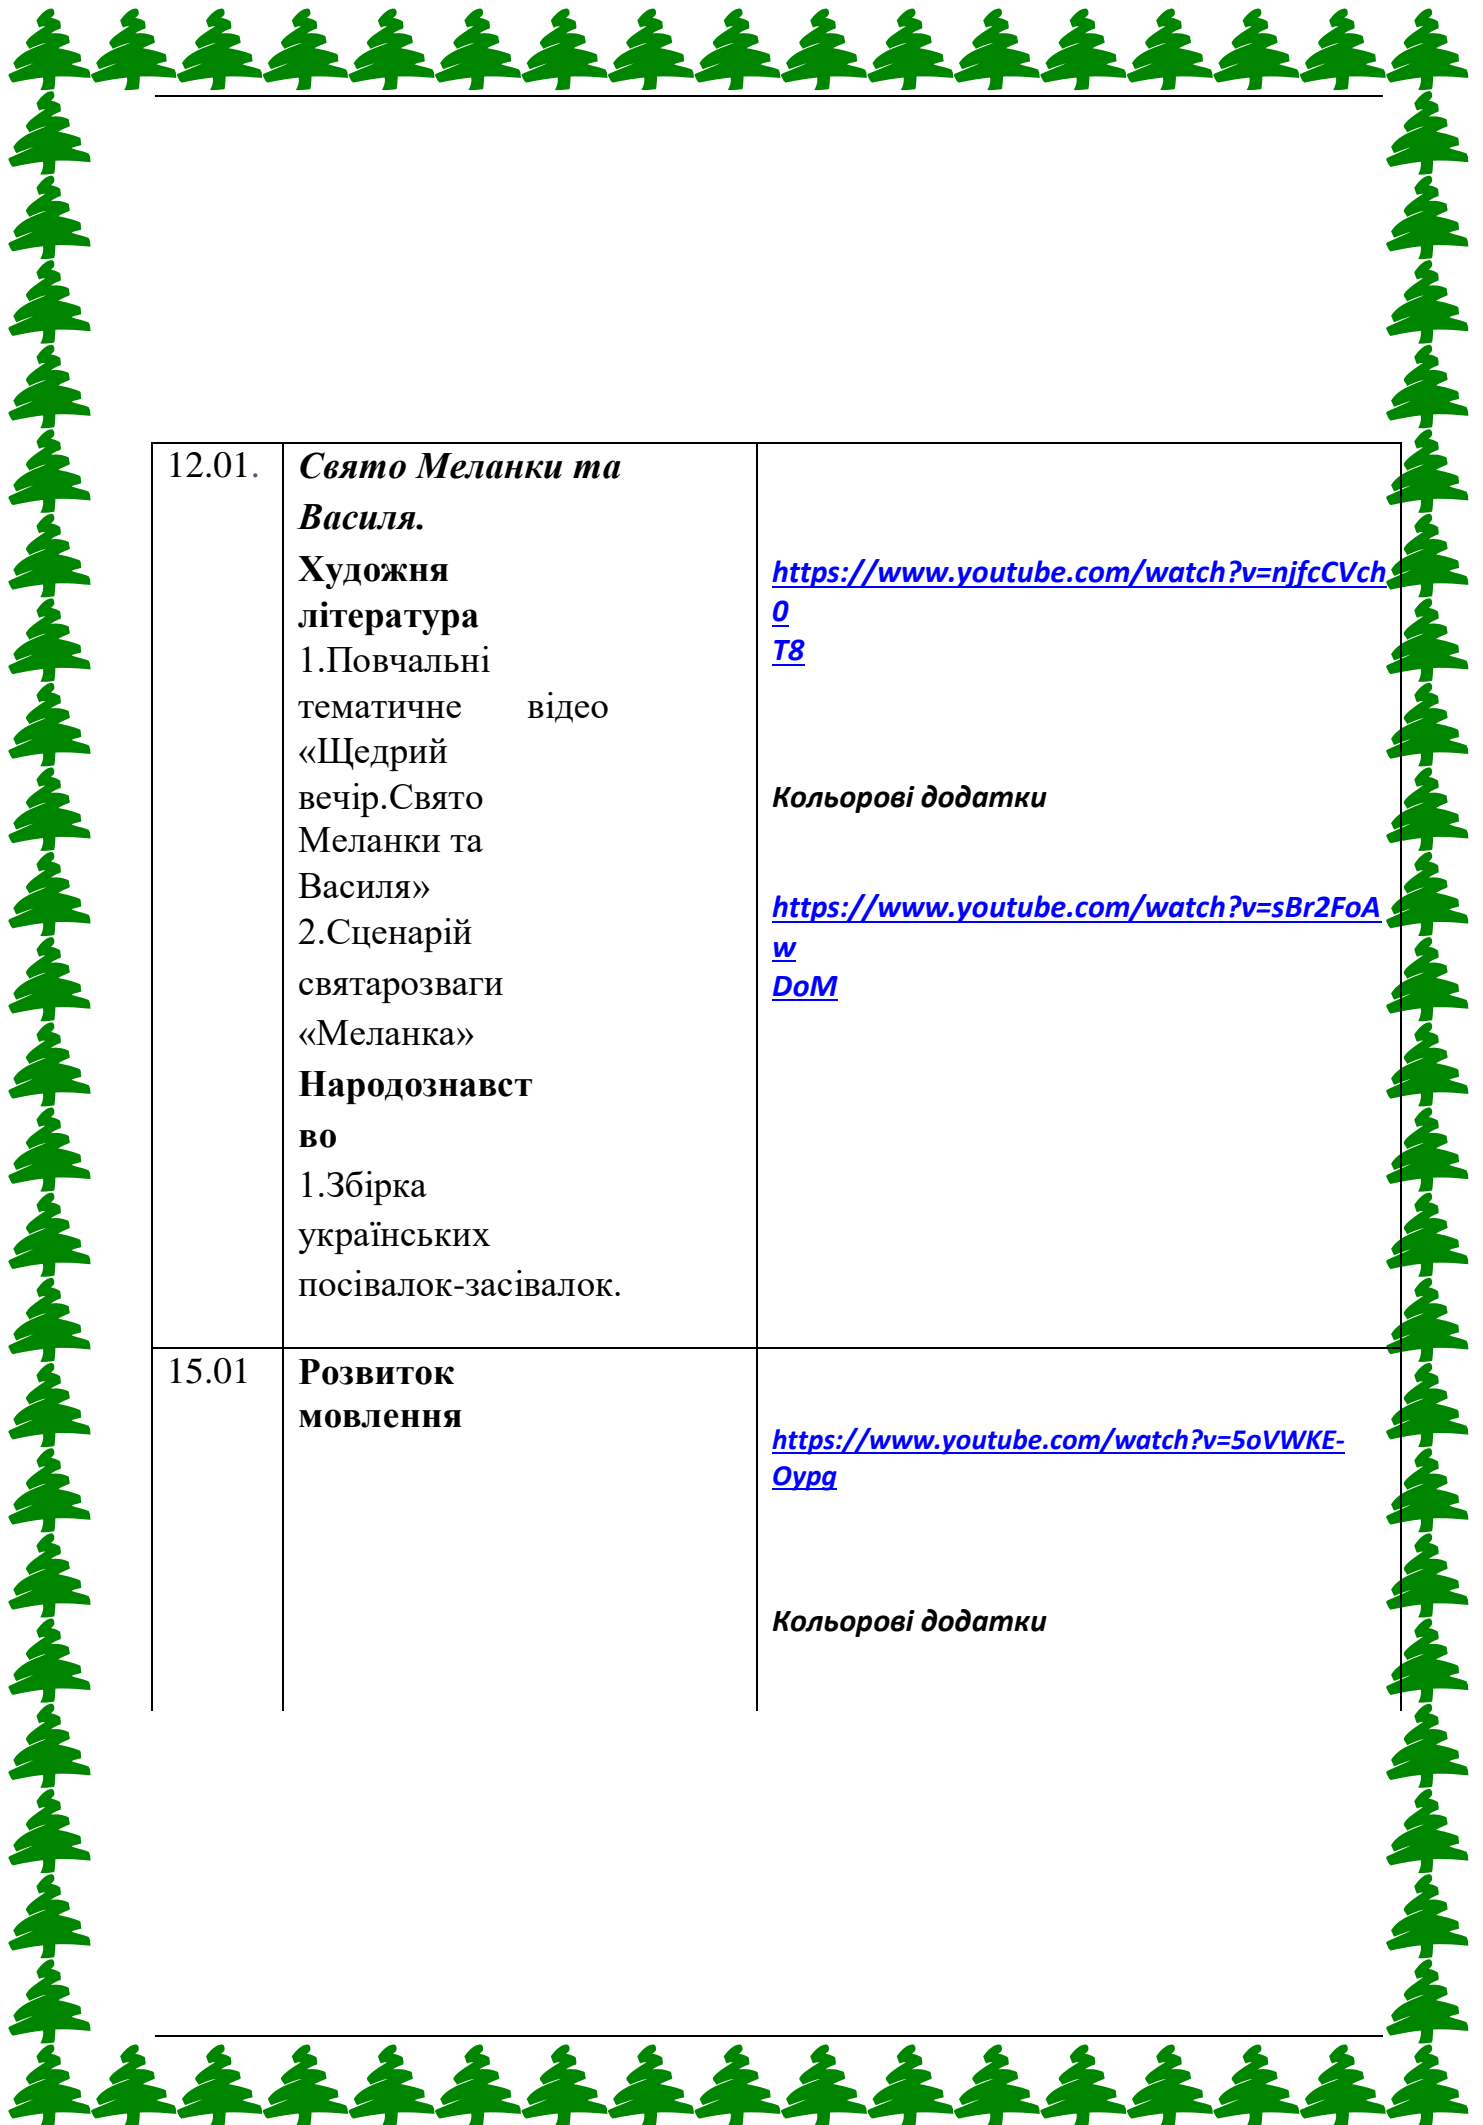 12.01.
Свято Меланки та
Василя.
Художня
література
1.Повчальні
тематичне відео
«Щедрий
вечір.Свято
Меланки та
Василя»
2.Сценарій
святарозваги
«Меланка»
Народознавст
во
1.Збірка
українських
посівалок-засівалок.
https://www.youtube.com/watch?v=njfcCVch
0
T8
Кольорові додатки
https://www.youtube.com/watch?v=sBr2FoA
w
DoM
15.01
Розвиток
мовлення
https://www.youtube.com/watch?v=5oVWKE-
Oypg
Кольорові додатки